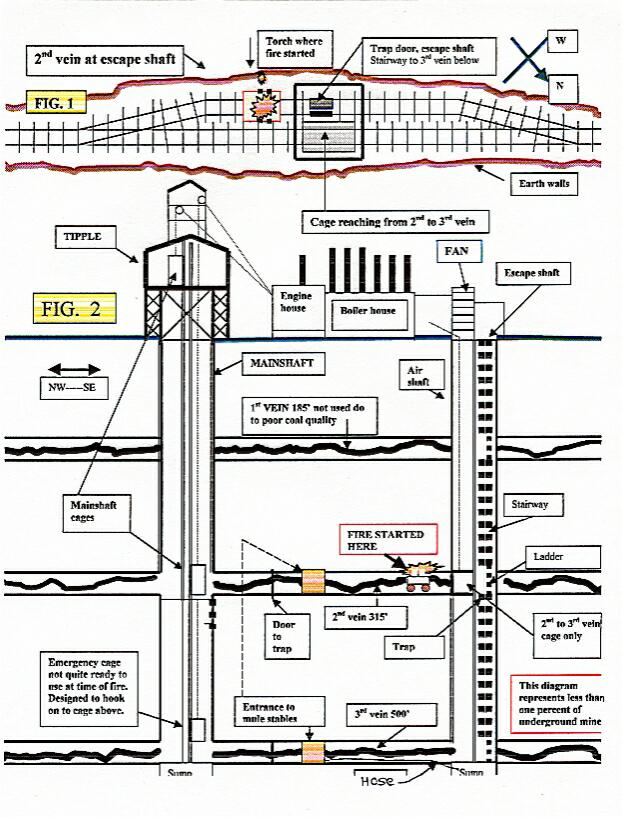 2nd vein at escape shaft
Torch where
fire started
Trap door, escape shaft
Stairway to 3rd vein below
W
N
FIG. 1
Earth walls
Cage reaching from 2nd to 3rd vein
TIPPLE
FAN
Escape shaft
FIG. 2
Engine
house
Boiler house
NW----SE
MAINSHAFT
Air
shaft
1st VEIN 185' not used do
to poor coal quality
Mainshaft
cages
Stairway
FIRE STARTED
HERE
Ladder
Door
to
trap
2nd vein 315'
Trap
2nd to 3rd vein
cage only
Emergency cage
not quite ready to
use at time of fire.
Designed to hook
on to cage above.
Entrance to
mule stables
3rd vein 500'
This diagram
represents less than
one percent of
underground mine
Sump
Hose
Sump